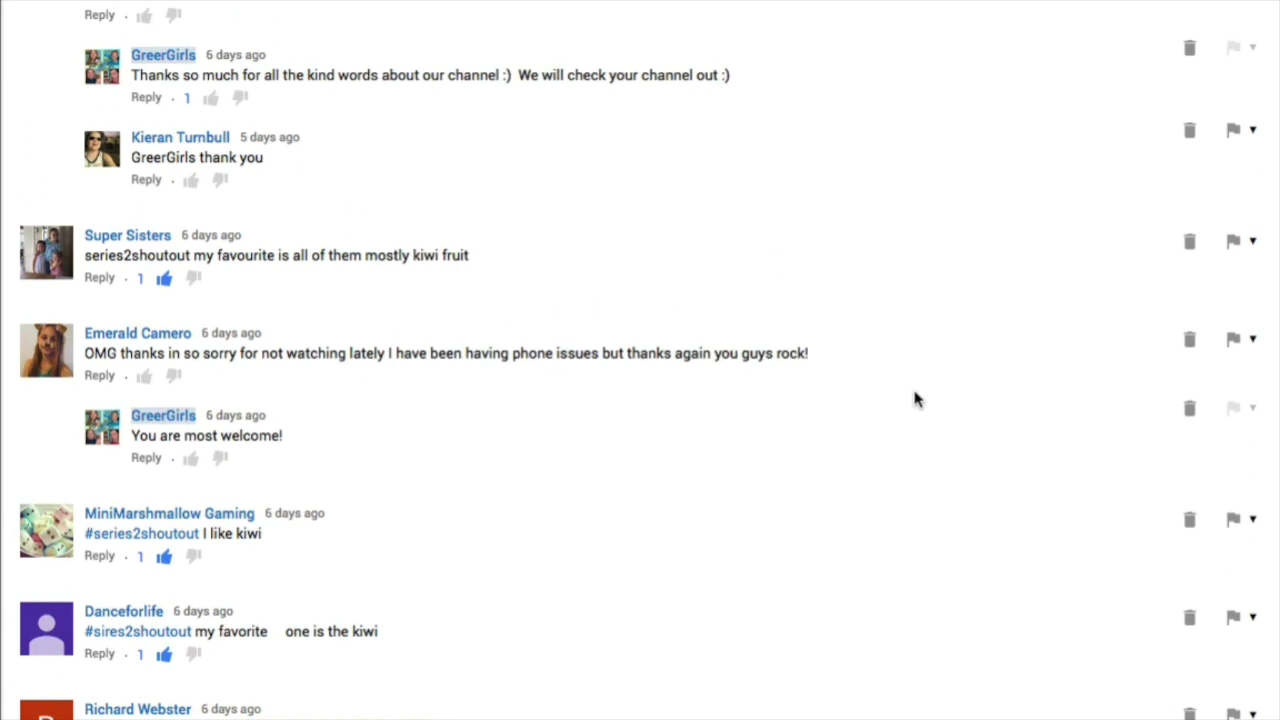 Reply .
GreerGirls 6 days ago
Thanks so much for all the kind words about our channel :) We will check your channel out :)
Reply . 1
Kieran Turnbull 5 days ago
GreerGirls thank you
Reply .
Super Sisters 6 days ago
series2shoutout my favourite is all of them mostly kiwi fruit
Reply . 1
Emerald Camero 6 days ago
OMG thanks in so sorry for not watching lately I have been having phone issues but thanks again you guys rock!
Reply .
GreerGirls 6 days ago
You are most welcome!
Reply .
MiniMarshmallow Gaming 6 days ago
#series2shoutout I like kiwi
Reply . 1
Danceforlife 6 days ago
#sires2shoutout my favorite one is the kiwi
Reply . 1
Richard Webster 6 days ago